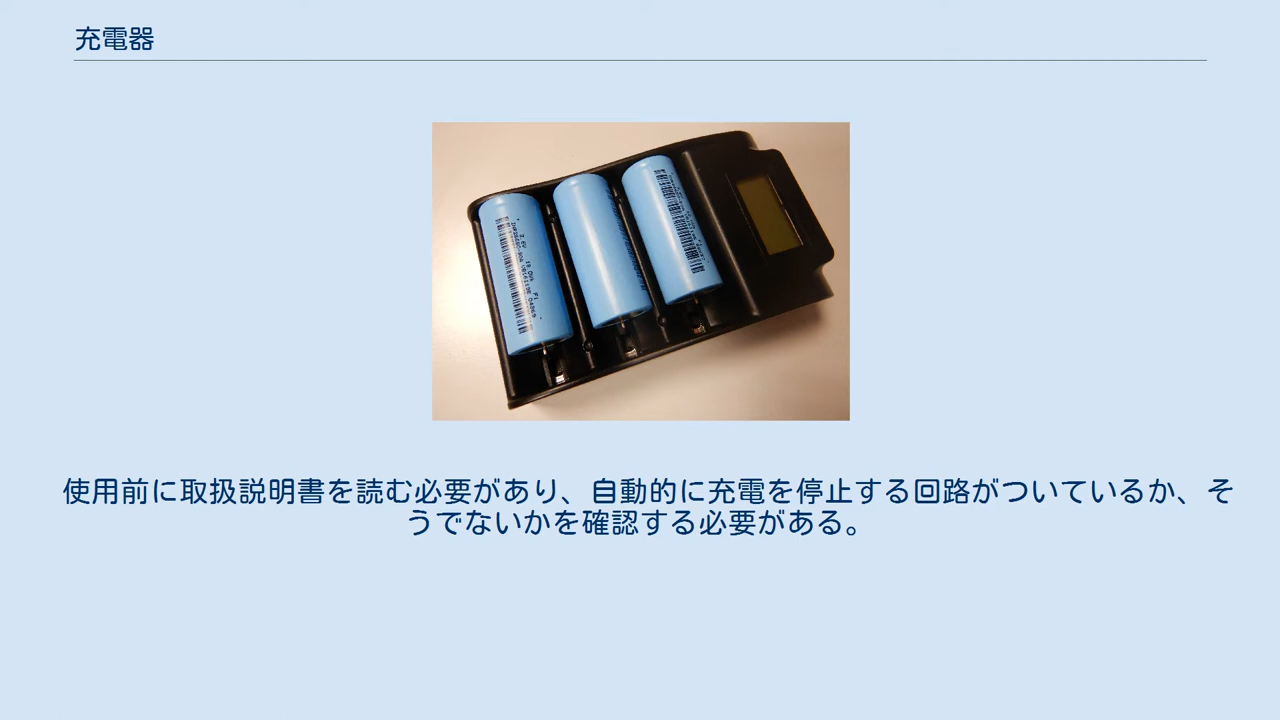 充電器
使用前に取扱説明書を読む必要があり、自動的に充電を停止する回路がついているか、そ
うでないかを確認する必要がある。